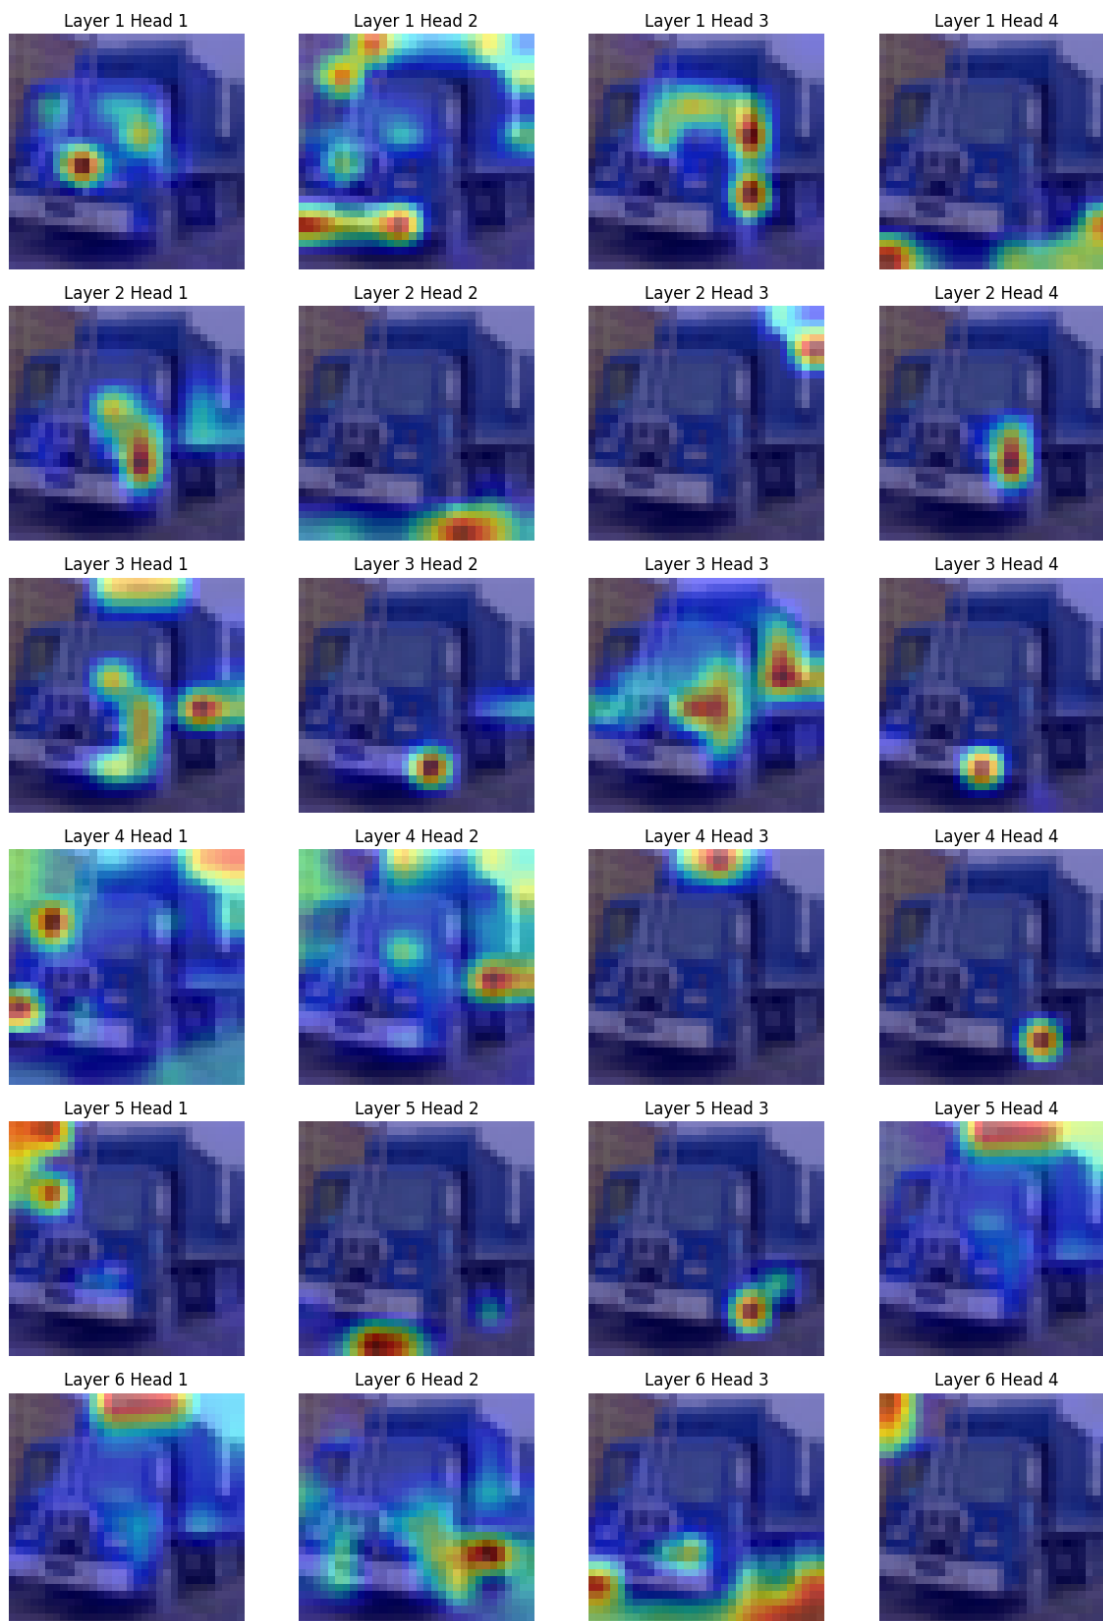 Layer 1 Head 1
Layer 1 Head 2
Layer 1 Head 3
Layer 1 Head 4
Layer 2 Head 1
Layer 2 Head 2
Layer 2 Head 3
Layer 2 Head 4
Layer 3 Head 1
Layer 3 Head 2
Layer 3 Head 3
Layer 3 Head 4
Layer 4 Head 1
Layer 4 Head 2
Layer 4 Head 3
Layer 4 Head 4
Layer 5 Head 1
Layer 5 Head 2
Layer 5 Head 3
Layer 5 Head 4
Layer 6 Head 1
Layer 6 Head 2
Layer 6 Head 3
Layer 6 Head 4